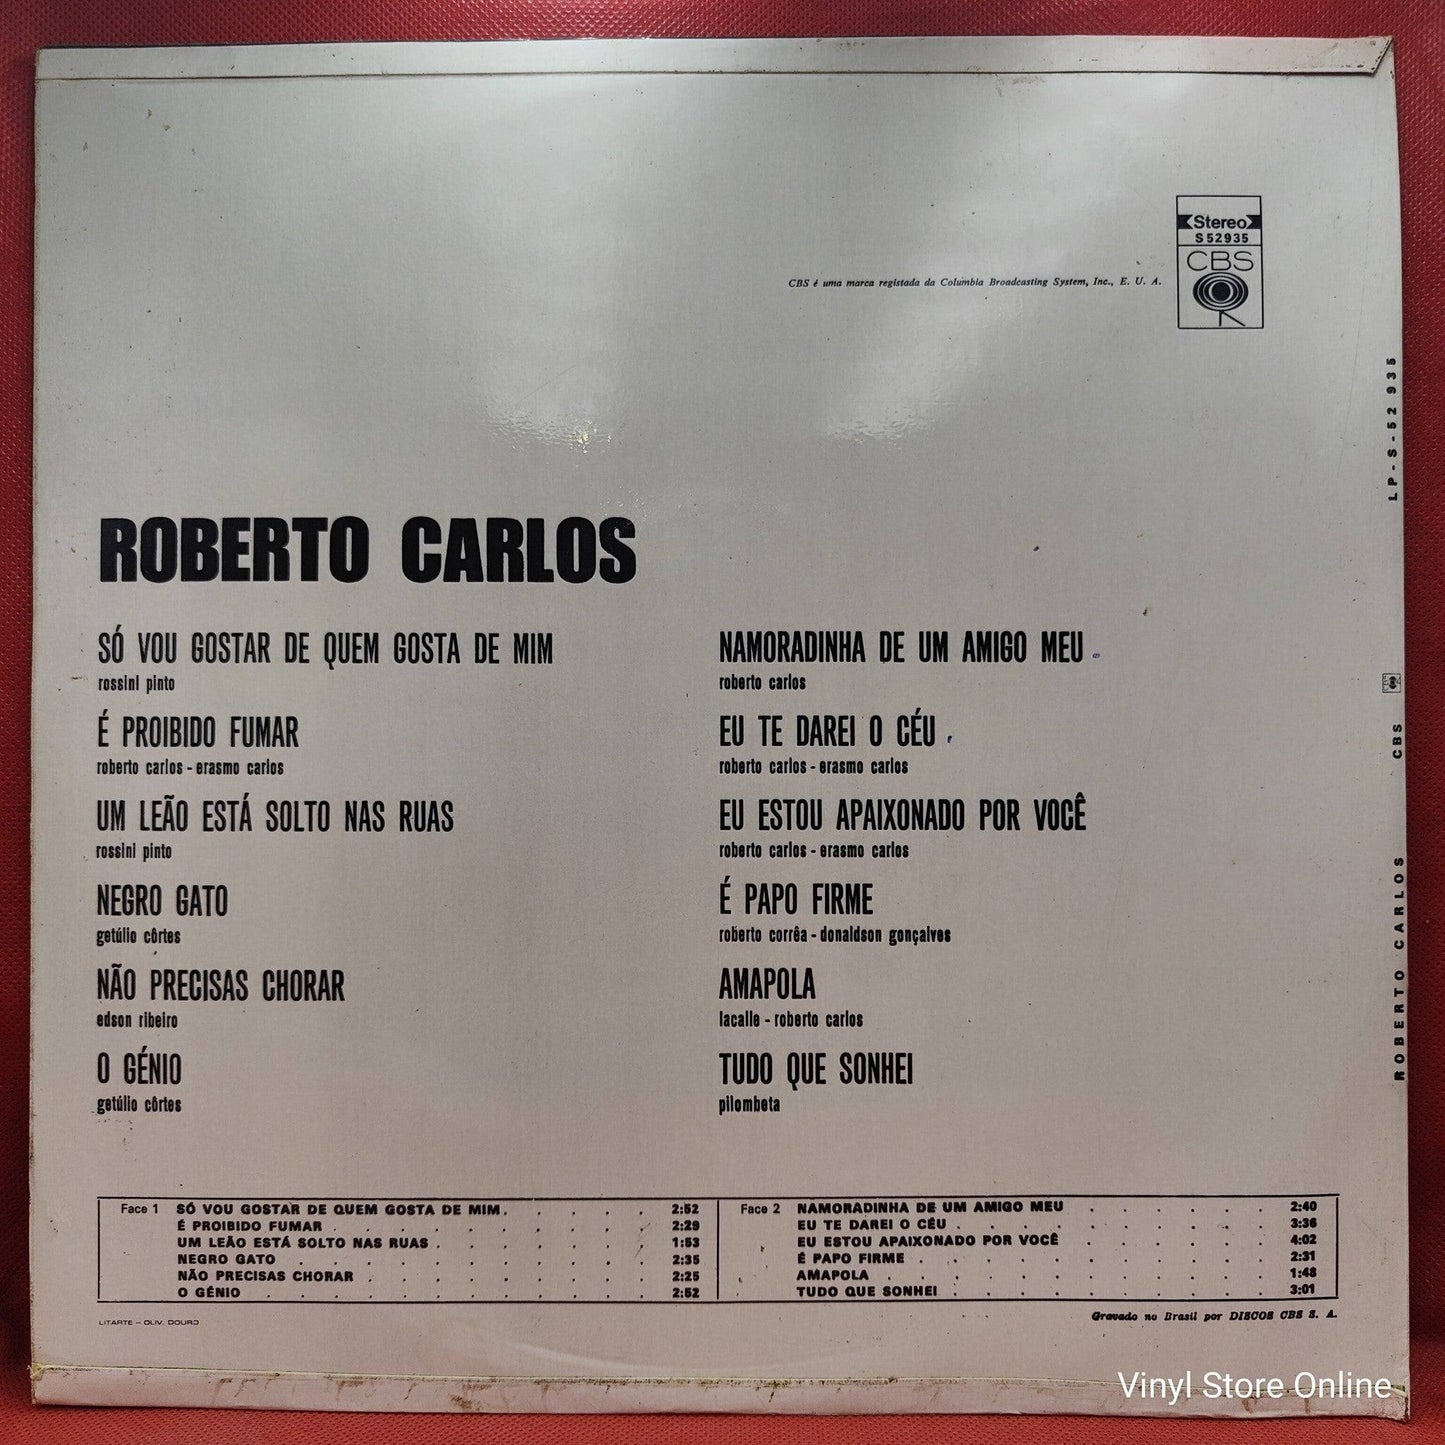 Stereo
S 52935
CBS
CBS é uma marca registada da Columbia Broadcasting System, Inc., E. U. A.
LP-S-52 935
CBS
ROBERTO CARLOS
ROBERTO CARLOS
SÓ VOU GOSTAR DE QUEM GOSTA DE MIM
rossini pinto
É PROIBIDO FUMAR
roberto carlos - erasmo carlos
UM LEÃO ESTÁ SOLTO NAS RUAS
rossini pinto
NEGRO GATO
getúlio côrtes
NÃO PRECISAS CHORAR
edson ribeiro
O GÉNIO
getúlio côrtes
NAMORADINHA DE UM AMIGO MEU
roberto carlos
EU TE DAREI O CÉU
roberto carlos - erasmo carlos
EU ESTOU APAIXONADO POR VOCÊ
roberto carlos - erasmo carlos
É PAPO FIRME
roberto corrêa - donaldson gonçalves
AMAPOLA
lacalle - roberto carlos
TUDO QUE SONHEI
pilombeta
Face 1 SÓ VOU GOSTAR DE QUEM GOSTA DE MIM . . . . . 2:52
É PROIBIDO FUMAR . . . . . . . . . . 2:29
UM LEÃO ESTÁ SOLTO NAS RUAS . . . . . . . 1:53
NEGRO GATO . . . . . . . . . . . 2:35
NÃO PRECISAS CHORAR . . . . . . . . . 2:25
O GÉNIO . . . . . . . . . . . . 2:52
Face 2 NAMORADINHA DE UM AMIGO MEU . . . . . . 2:40
EU TE DAREI O CÉU . . . . . . . . . . 3:36
EU ESTOU APAIXONADO POR VOCÊ . . . . . . 4:02
É PAPO FIRME . . . . . . . . . . . 2:31
AMAPOLA . . . . . . . . . . . . 1:48
TUDO QUE SONHEI . . . . . . . . . . 3:01
LITARTE - OLIV. DOURO
Gravado no Brasil por DISCOS CBS S. A.
Vinyl Store Online